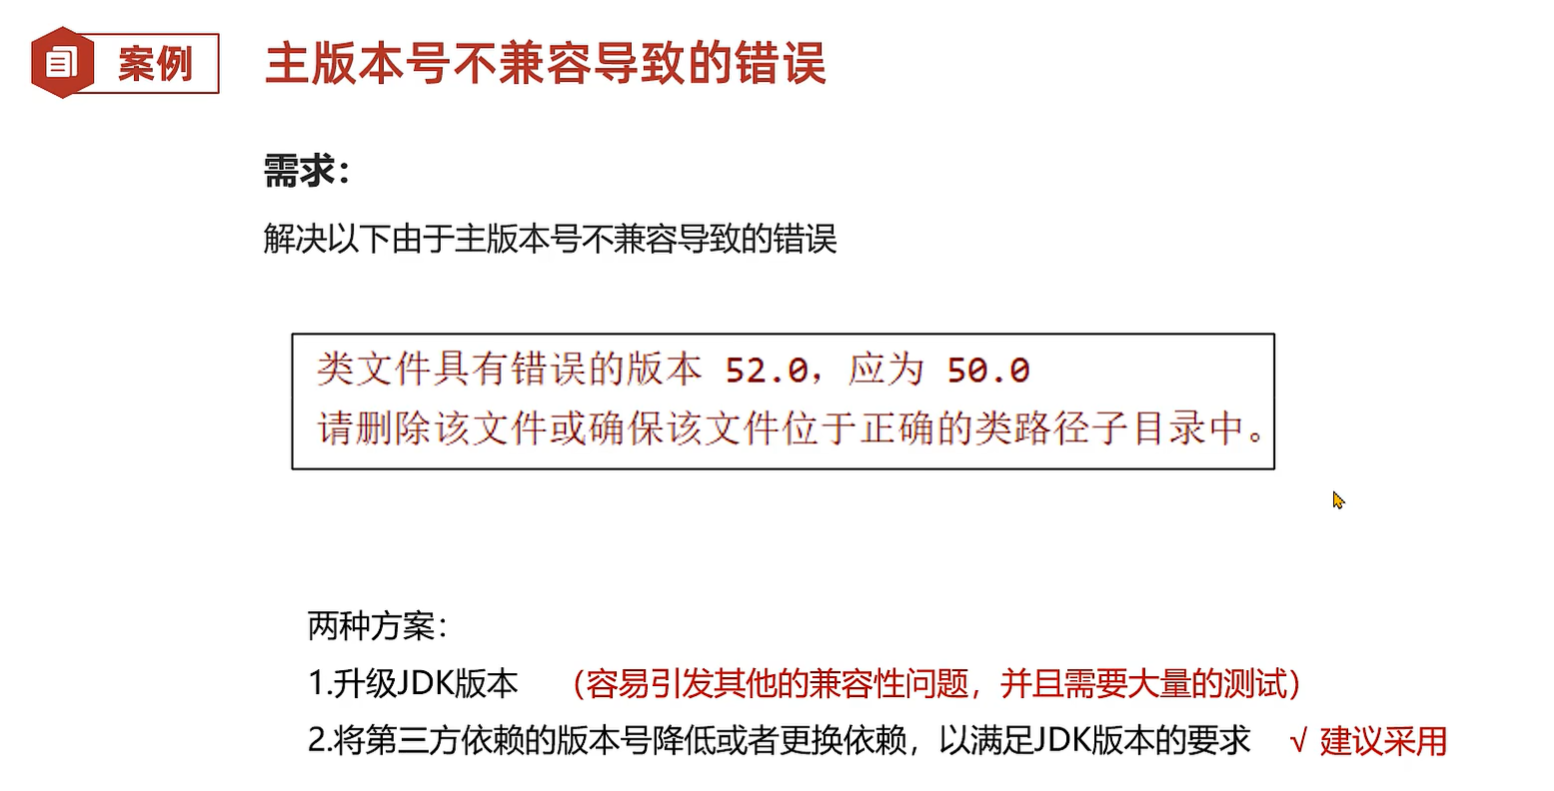 案例
主版本号不兼容导致的错误
需求：
解决以下由于主版本号不兼容导致的错误
类文件具有错误的版本 52.0，应为 50.0
请删除该文件或确保该文件位于正确的类路径子目录中。
两种方案：
1.升级JDK版本 （容易引发其他的兼容性问题，并且需要大量的测试）
2.将第三方依赖的版本号降低或者更换依赖，以满足JDK版本的要求 √ 建议采用